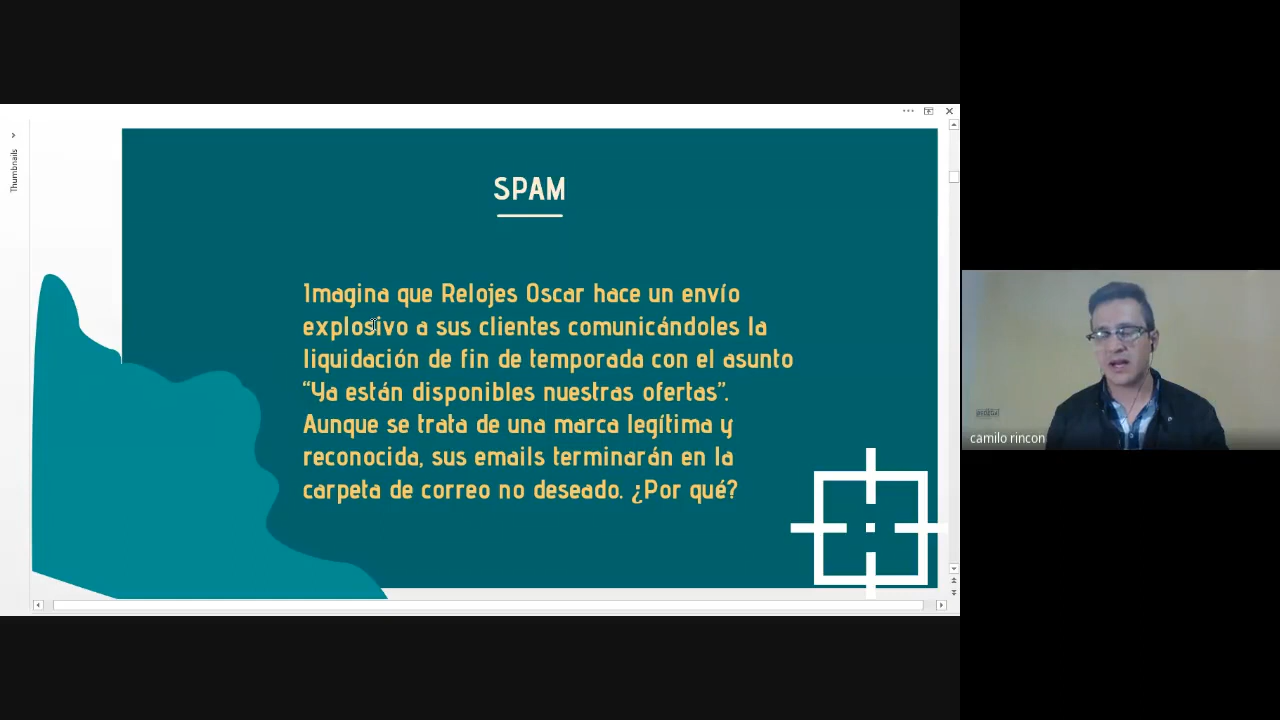 Thumbnails
SPAM
Imagina que Relojes Oscar hace un envío
explosivo a sus clientes comunicándoles la
liquidación de fin de temporada con el asunto
“Ya están disponibles nuestras ofertas”.
Aunque se trata de una marca legítima y
reconocida, sus emails terminarán en la
carpeta de correo no deseado. ¿Por qué?
camilo rincon